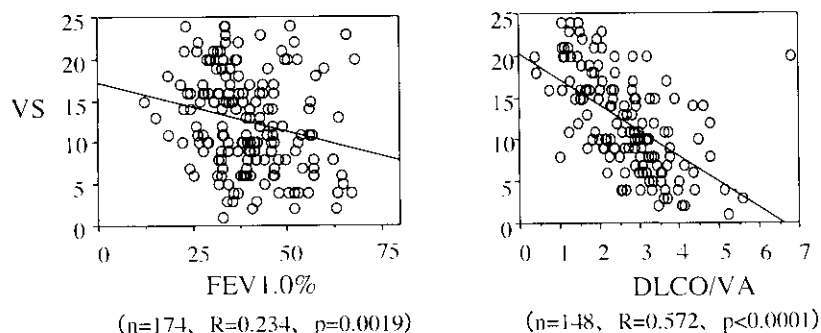 25
20
15
10
5
0
VS
0 25 50 75
FEV1.0%
(n=174、R=0.234、p=0.0019)
25
20
15
10
5
0
0 1 2 3 4 5 6 7
DLCO/VA
(n=148、R=0.572、p<0.0001)